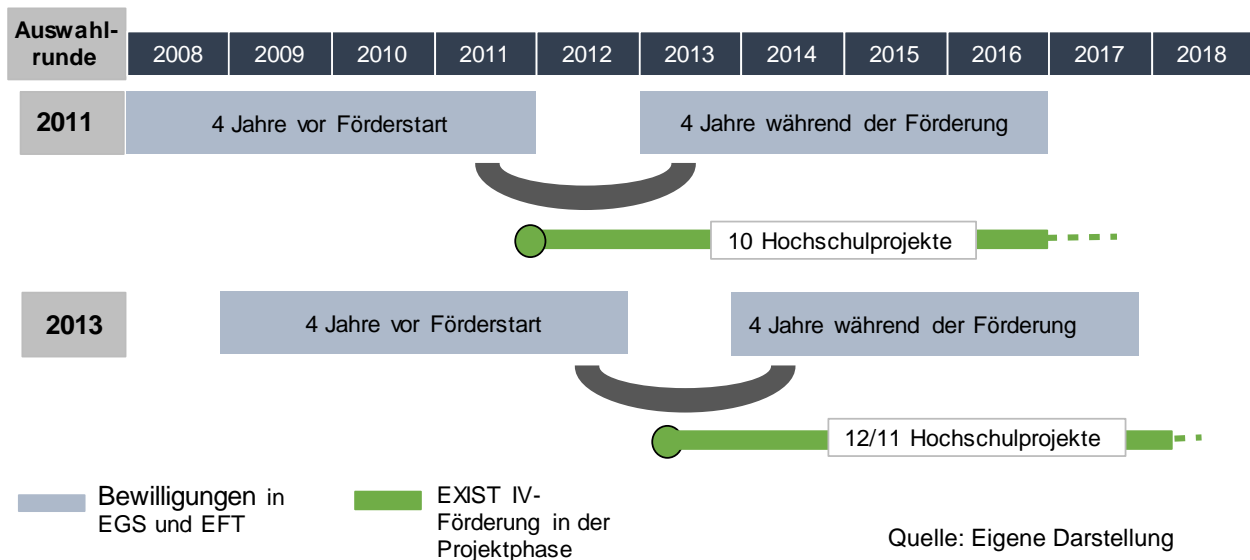 Auswahl-
runde
2008 2009 2010 2011 2012 2013 2014 2015 2016 2017 2018
2011
4 Jahre vor Förderstart
4 Jahre während der Förderung
10 Hochschulprojekte
2013
4 Jahre vor Förderstart
4 Jahre während der Förderung
12/11 Hochschulprojekte
Bewilligungen in
EGS und EFT
EXIST IV-
Förderung in der
Projektphase
Quelle: Eigene Darstellung